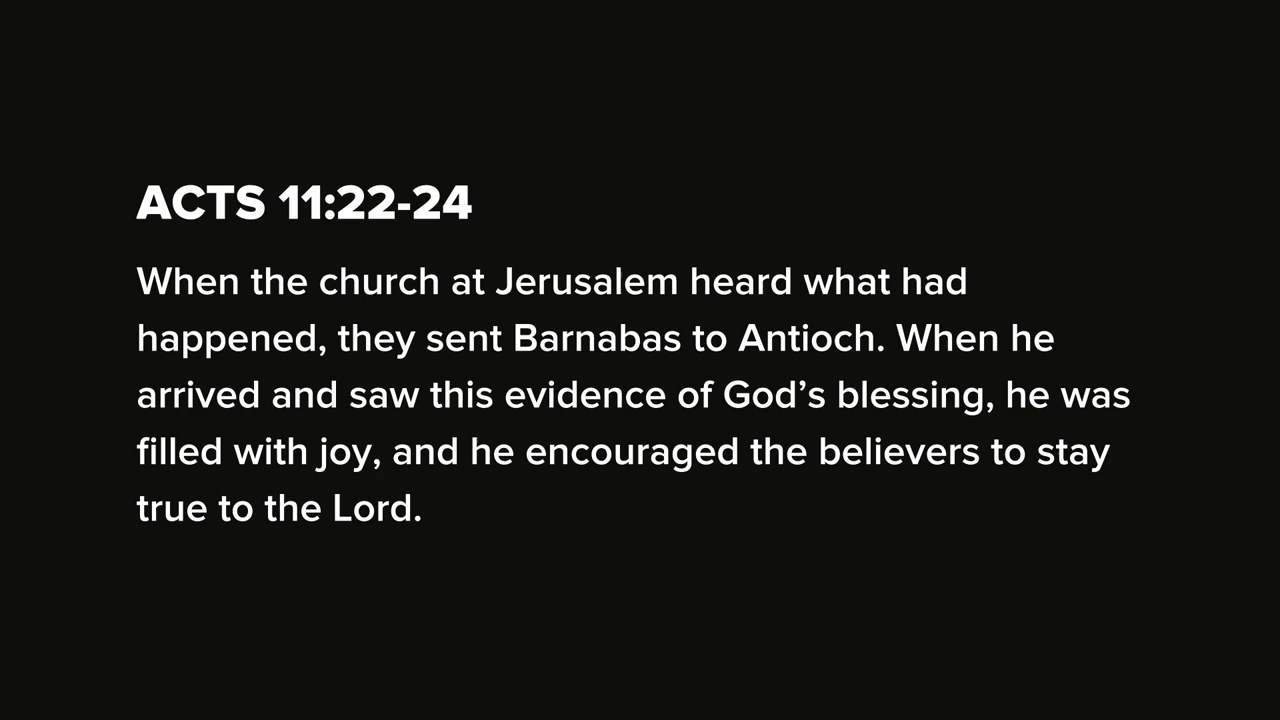 ACTS 11:22-24
When the church at Jerusalem heard what had
happened, they sent Barnabas to Antioch. When he
arrived and saw this evidence of God’s blessing, he was
filled with joy, and he encouraged the believers to stay
true to the Lord.